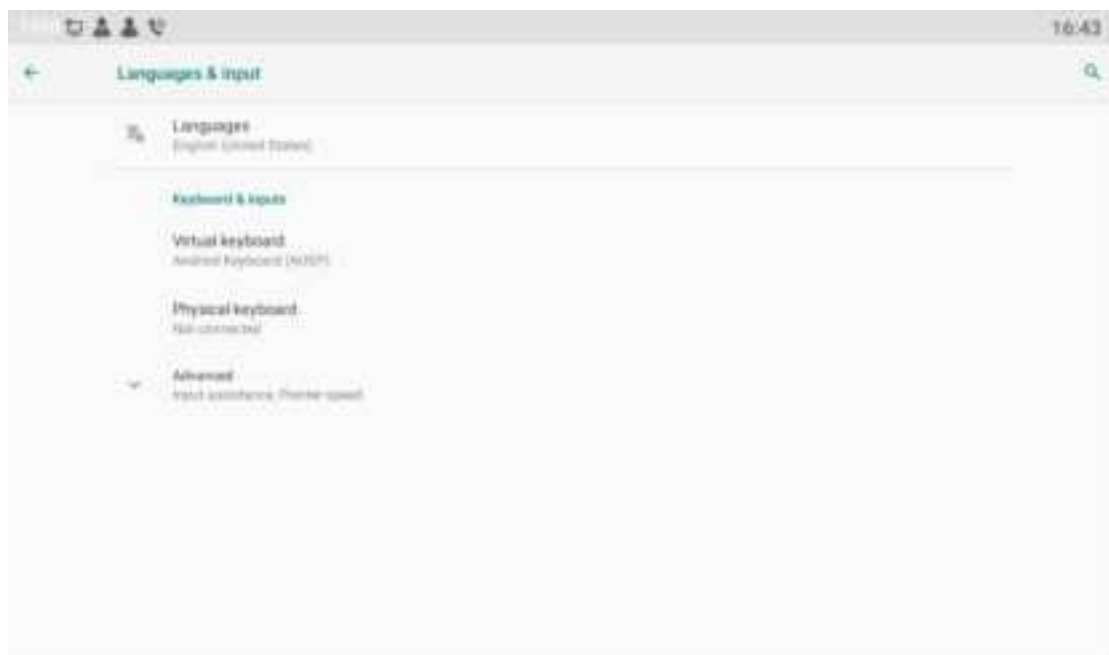 16:43
Languages & input
Languages
English (United States)
Keyboard & inputs
Virtual keyboard
Android Keyboard (AOSP)
Physical keyboard
Not connected
Advanced
Input assistance, Pointer speed